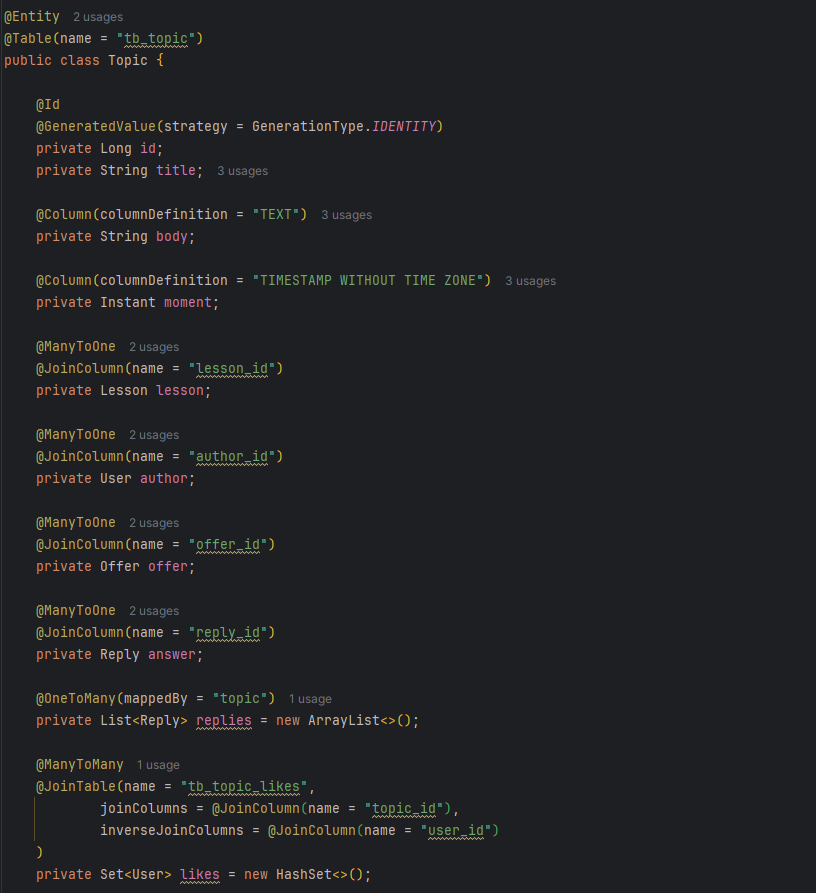 @Entity 2 usages
@Table(name = "tb_topic")
public class Topic {
@Id
@GeneratedValue(strategy = GenerationType.IDENTITY)
private Long id;
private String title; 3 usages
@Column(columnDefinition = "TEXT") 3 usages
private String body;
@Column(columnDefinition = "TIMESTAMP WITHOUT TIME ZONE") 3 usages
private Instant moment;
@ManyToOne 2 usages
@JoinColumn(name = "lesson_id")
private Lesson lesson;
@ManyToOne 2 usages
@JoinColumn(name = "author_id")
private User author;
@ManyToOne 2 usages
@JoinColumn(name = "offer_id")
private Offer offer;
@ManyToOne 2 usages
@JoinColumn(name = "reply_id")
private Reply answer;
@OneToMany(mappedBy = "topic") 1 usage
private List<Reply> replies = new ArrayList<>();
@ManyToMany 1 usage
@JoinTable(name = "tb_topic_likes",
joinColumns = @JoinColumn(name = "topic_id"),
inverseJoinColumns = @JoinColumn(name = "user_id")
)
private Set<User> likes = new HashSet<>();